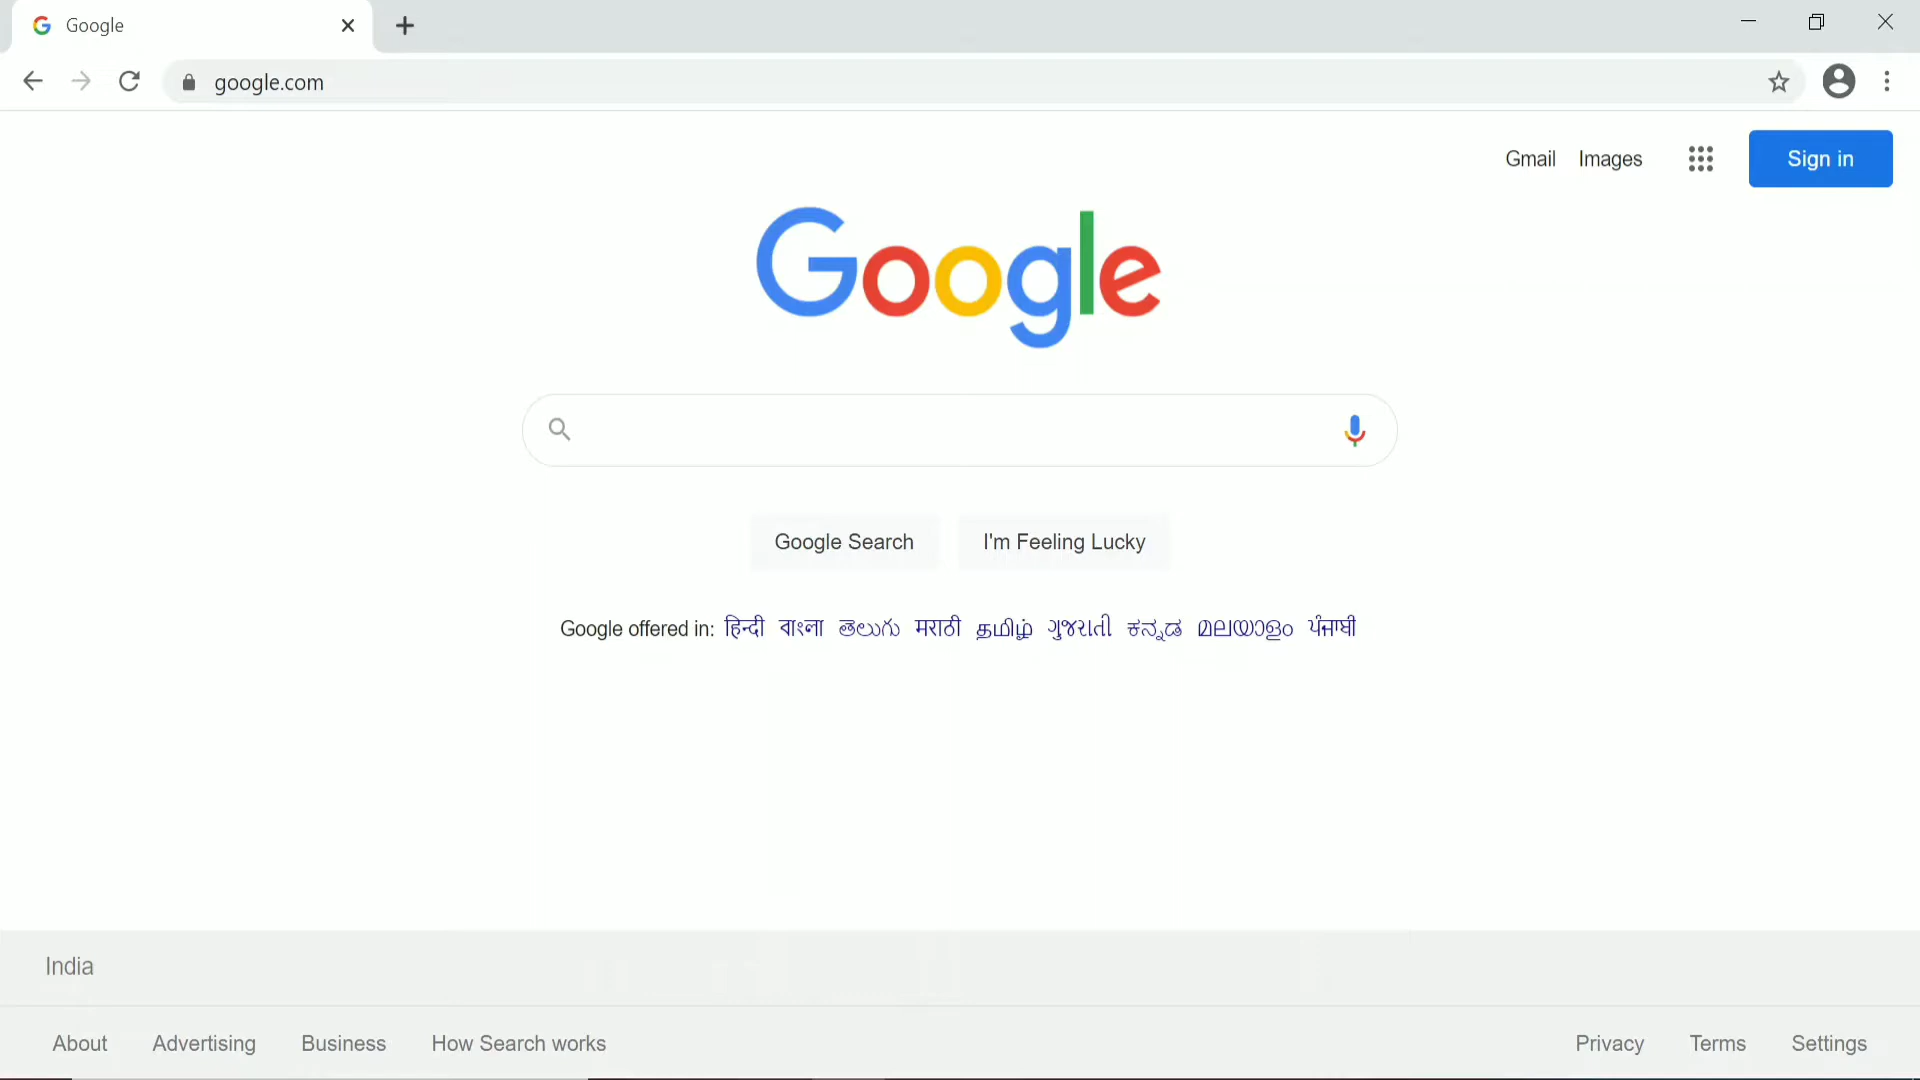 Google
google.com
Gmail Images Sign in
Google
Google Search I'm Feeling Lucky
Google offered in: हिन्दी বাংলা తెలుగు मराठी தமிழ் ગુજરાતી ಕನ್ನಡ മലയാളം ਪੰਜਾਬੀ
India
About Advertising Business How Search works Privacy Terms Settings